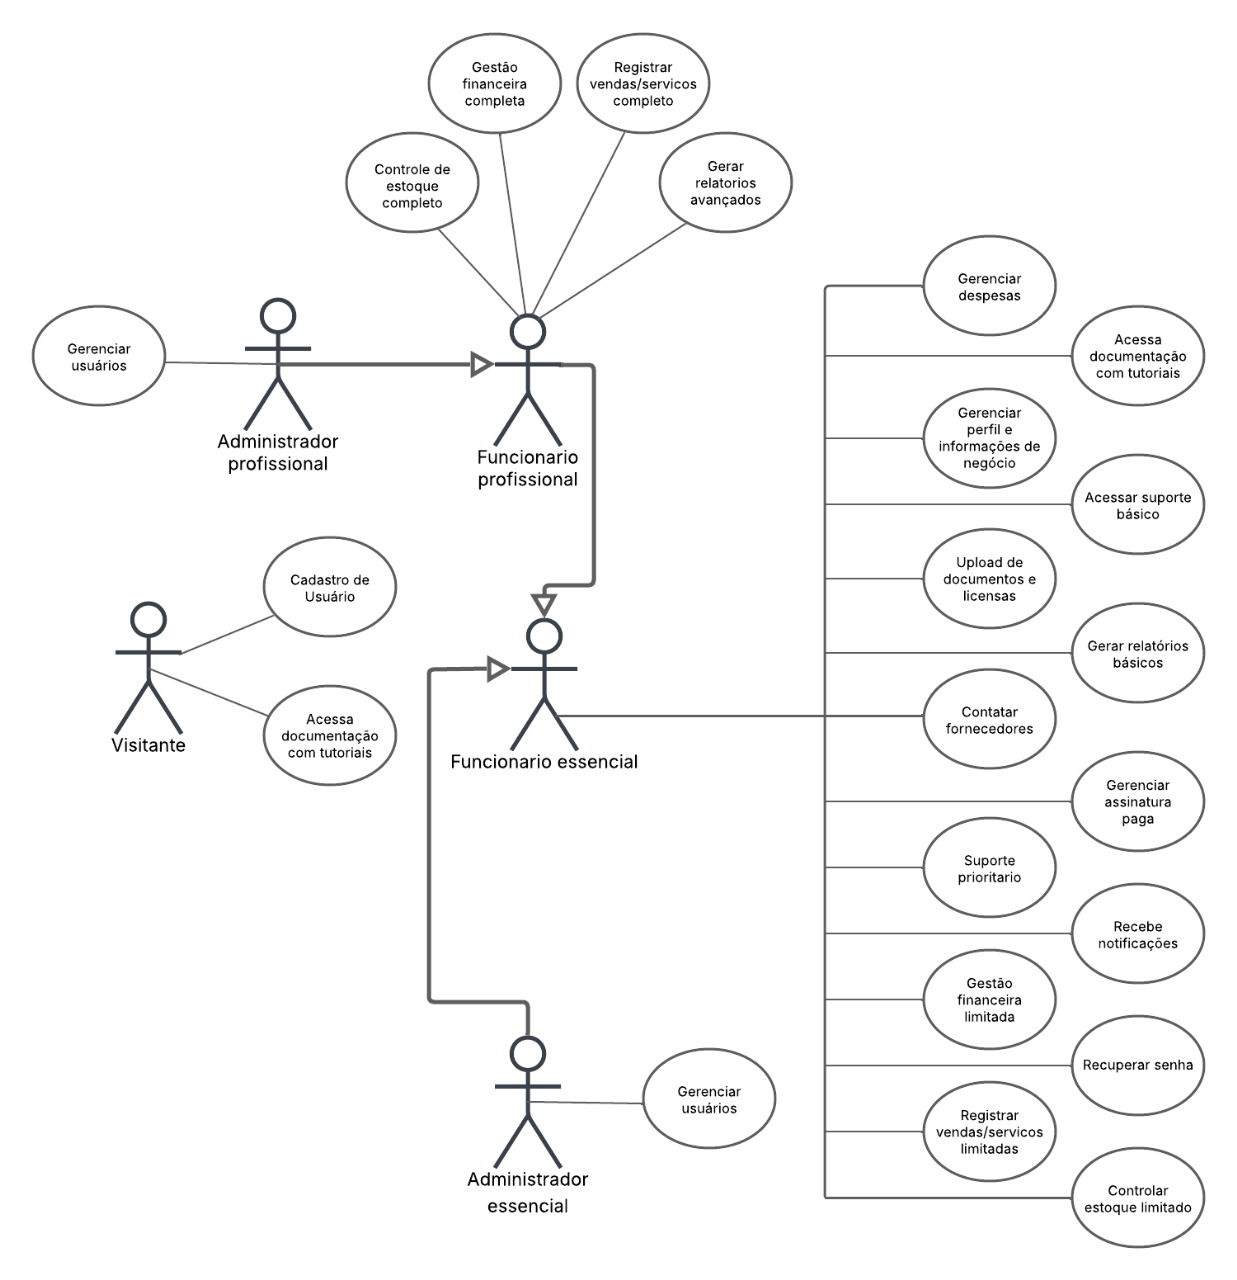 Gestão
financeira
completa
Registrar
vendas/servicos
completo
Controle de
estoque
completo
Gerar
relatorios
avançados
Gerenciar
usuários
Administrador
profissional
Funcionario
profissional
Cadastro de
Usuário
Visitante
Acessa
documentação
com tutoriais
Funcionario essencial
Administrador
essencial
Gerenciar
usuários
Gerenciar
despesas
Acessa
documentação
com tutoriais
Gerenciar
perfil e
informações de
negócio
Acessar suporte
básico
Upload de
documentos e
licensas
Gerar relatórios
básicos
Contatar
fornecedores
Gerenciar
assinatura
paga
Suporte
prioritario
Recebe
notificações
Gestão
financeira
limitada
Recuperar senha
Registrar
vendas/servicos
limitadas
Controlar
estoque limitado